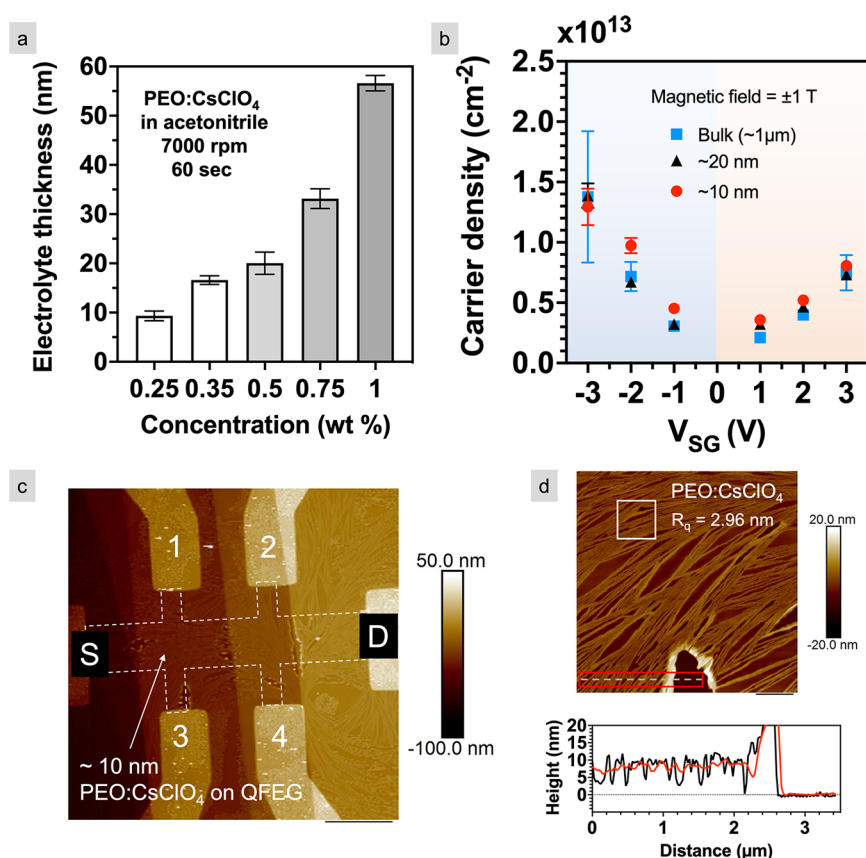 a
60
50
40
30
20
10
0
Electrolyte thickness (nm)
PEO:CsClO₄
in acetonitrile
7000 rpm
60 sec
0.25 0.35 0.5 0.75 1
Concentration (wt %)
b
x10¹³
2.5
2.0
1.5
1.0
0.5
0.0
Carrier density (cm⁻²)
Magnetic field = ±1 T
Bulk (~1µm)
~20 nm
~10 nm
-3 -2 -1 0 1 2 3
V_SG (V)
c
1 2
S D
3 4
~ 10 nm
PEO:CsClO₄ on QFEG
50.0 nm
-100.0 nm
d
PEO:CsClO₄
R_q = 2.96 nm
20.0 nm
-20.0 nm
20
15
10
5
0
Height (nm)
0 1 2 3
Distance (µm)